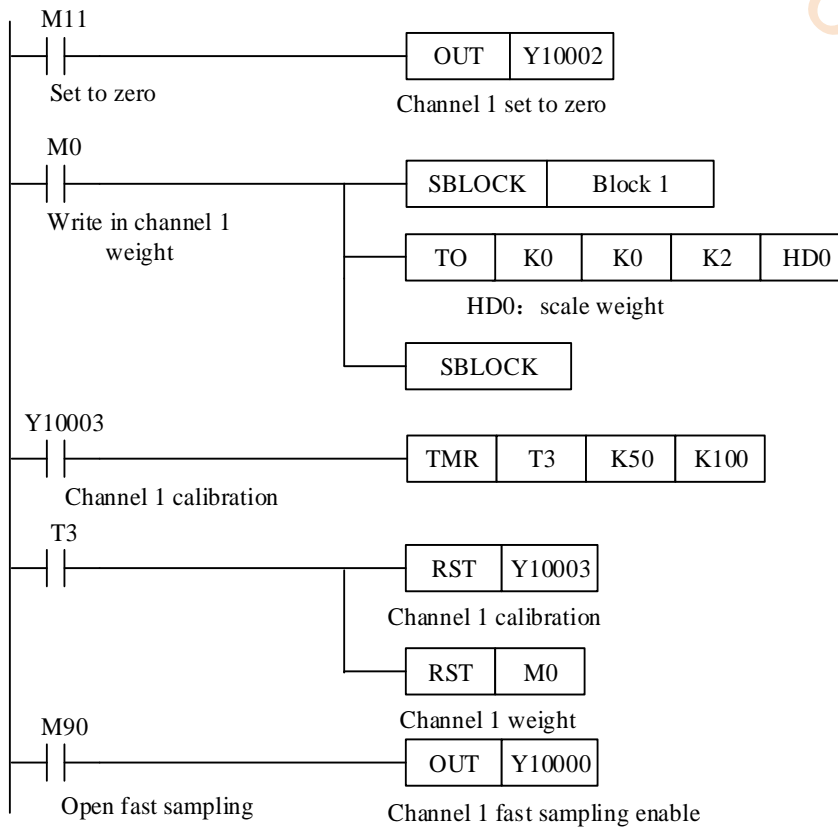 M11
OUT Y10002
Set to zero
Channel 1 set to zero
M0
SBLOCK Block 1
Write in channel 1
weight
TO K0 K0 K2 HD0
HD0：scale weight
SBLOCK
Y10003
TMR T3 K50 K100
Channel 1 calibration
T3
RST Y10003
Channel 1 calibration
RST M0
Channel 1 weight
M90
OUT Y10000
Open fast sampling
Channel 1 fast sampling enable